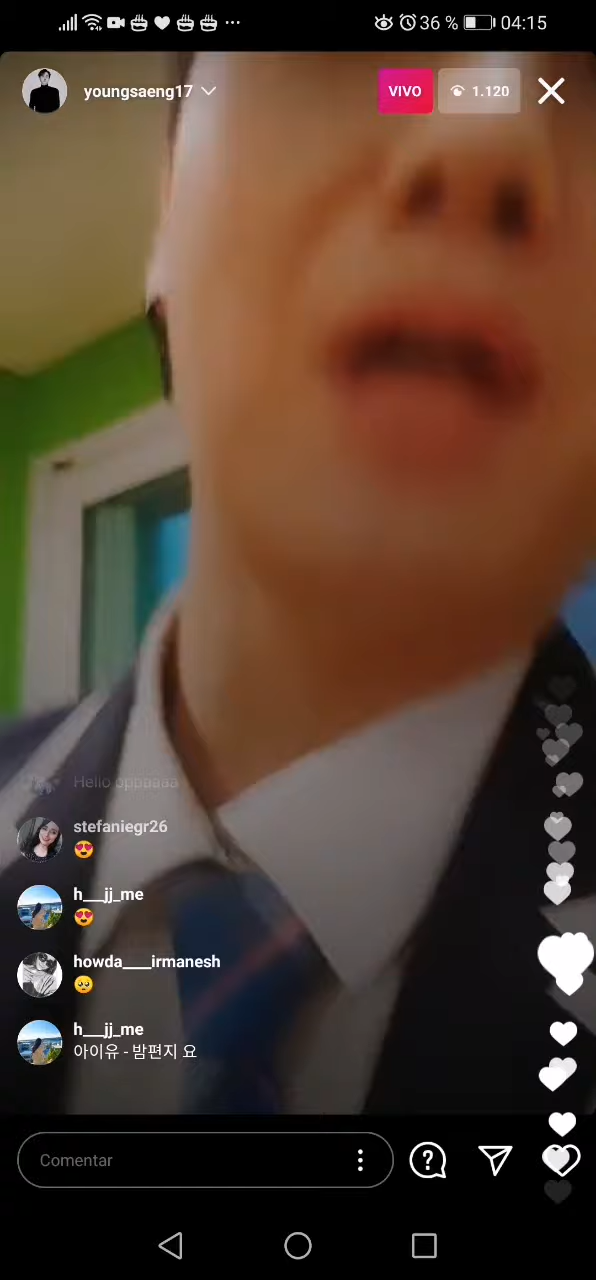 36 % 04:15
youngsaeng17
VIVO 1.120
Hello oppaaaa
stefaniegr26
😍
h___jj_me
😍
howda____irmanesh
🥺
h___jj_me
아이유 - 밤편지 요
Comentar